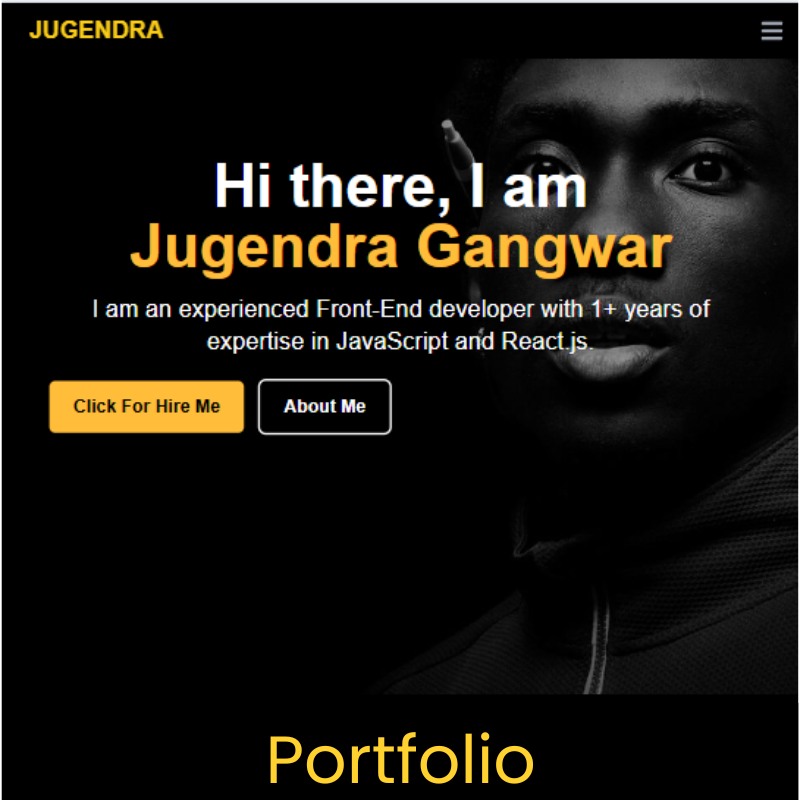 JUGENDRA
Hi there, I am
Jugendra Gangwar
I am an experienced Front-End developer with 1+ years of
expertise in JavaScript and React.js.
Click For Hire Me
About Me
Portfolio